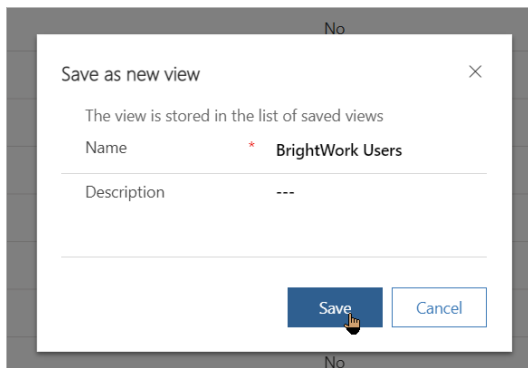 No
Save as new view
The view is stored in the list of saved views
Name * BrightWork Users
Description ---
Save Cancel
No